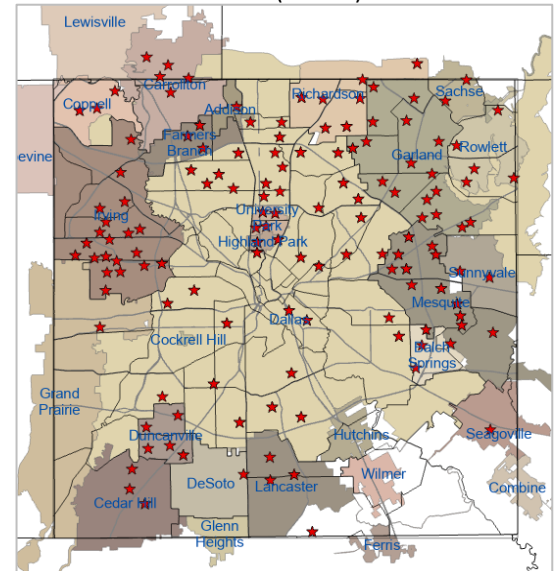 Lewisville
Carrollton
Coppell
Addison
Richardson
Sachse
Farmers
Branch
Garland
Rowlett
evine
Irving
University
Park
Highland Park
Sunnyvale
Mesquite
Dallas
Cockrell Hill
Balch
Springs
Grand
Prairie
Duncanville
Hutchins
Seagoville
DeSoto
Lancaster
Wilmer
Combine
Cedar Hill
Glenn
Heights
Ferris